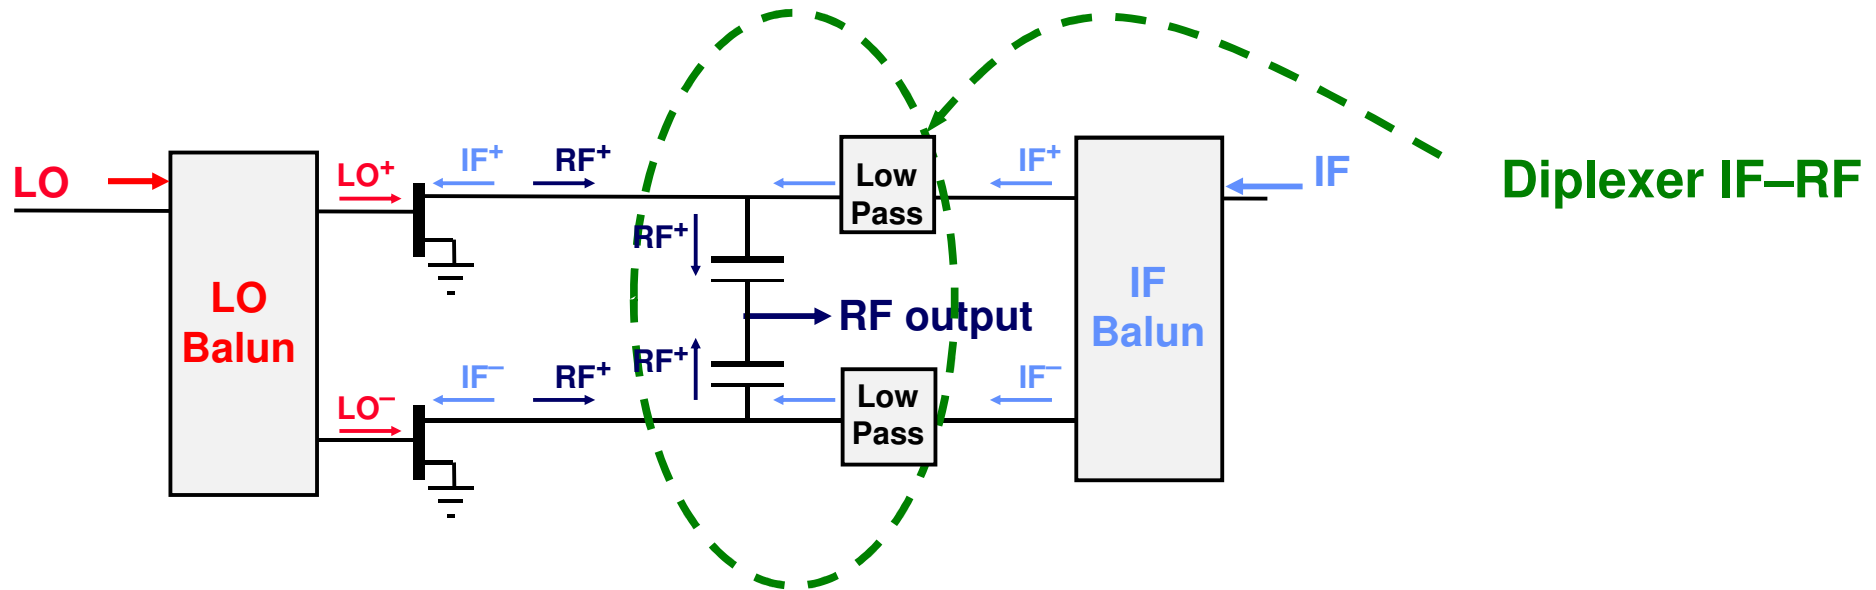 LO
LO
Balun
LO⁺
LO⁻
IF⁺
RF⁺
IF⁻
RF⁺
RF⁺
RF⁺
RF output
Low
Pass
Low
Pass
IF⁺
IF⁻
IF
Balun
IF
Diplexer IF–RF